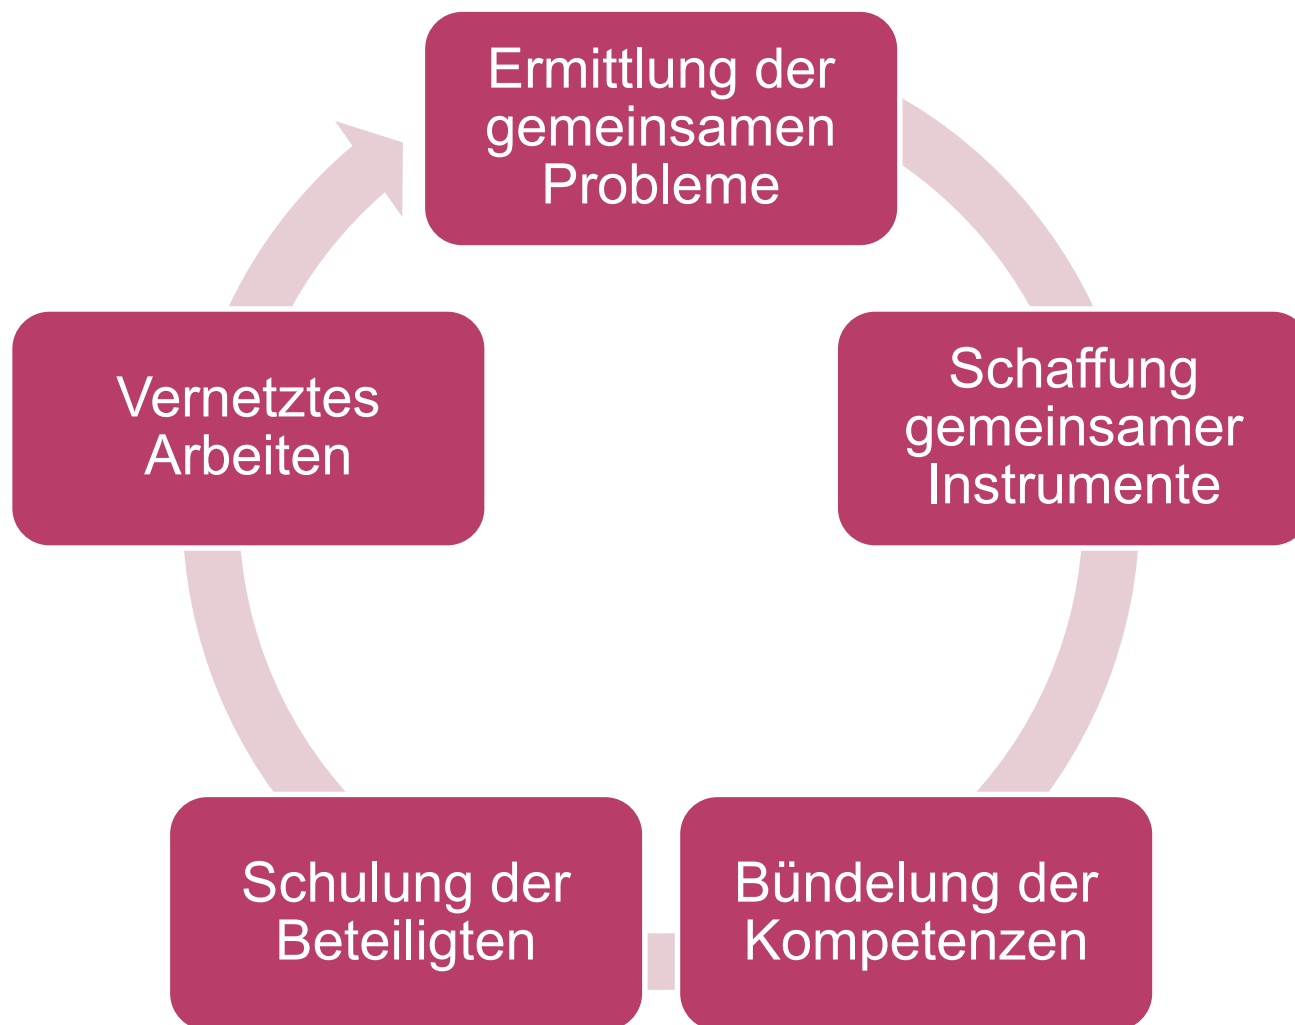 Ermittlung der
gemeinsamen
Probleme
Schaffung
gemeinsamer
Instrumente
Bündelung der
Kompetenzen
Schulung der
Beteiligten
Vernetztes
Arbeiten